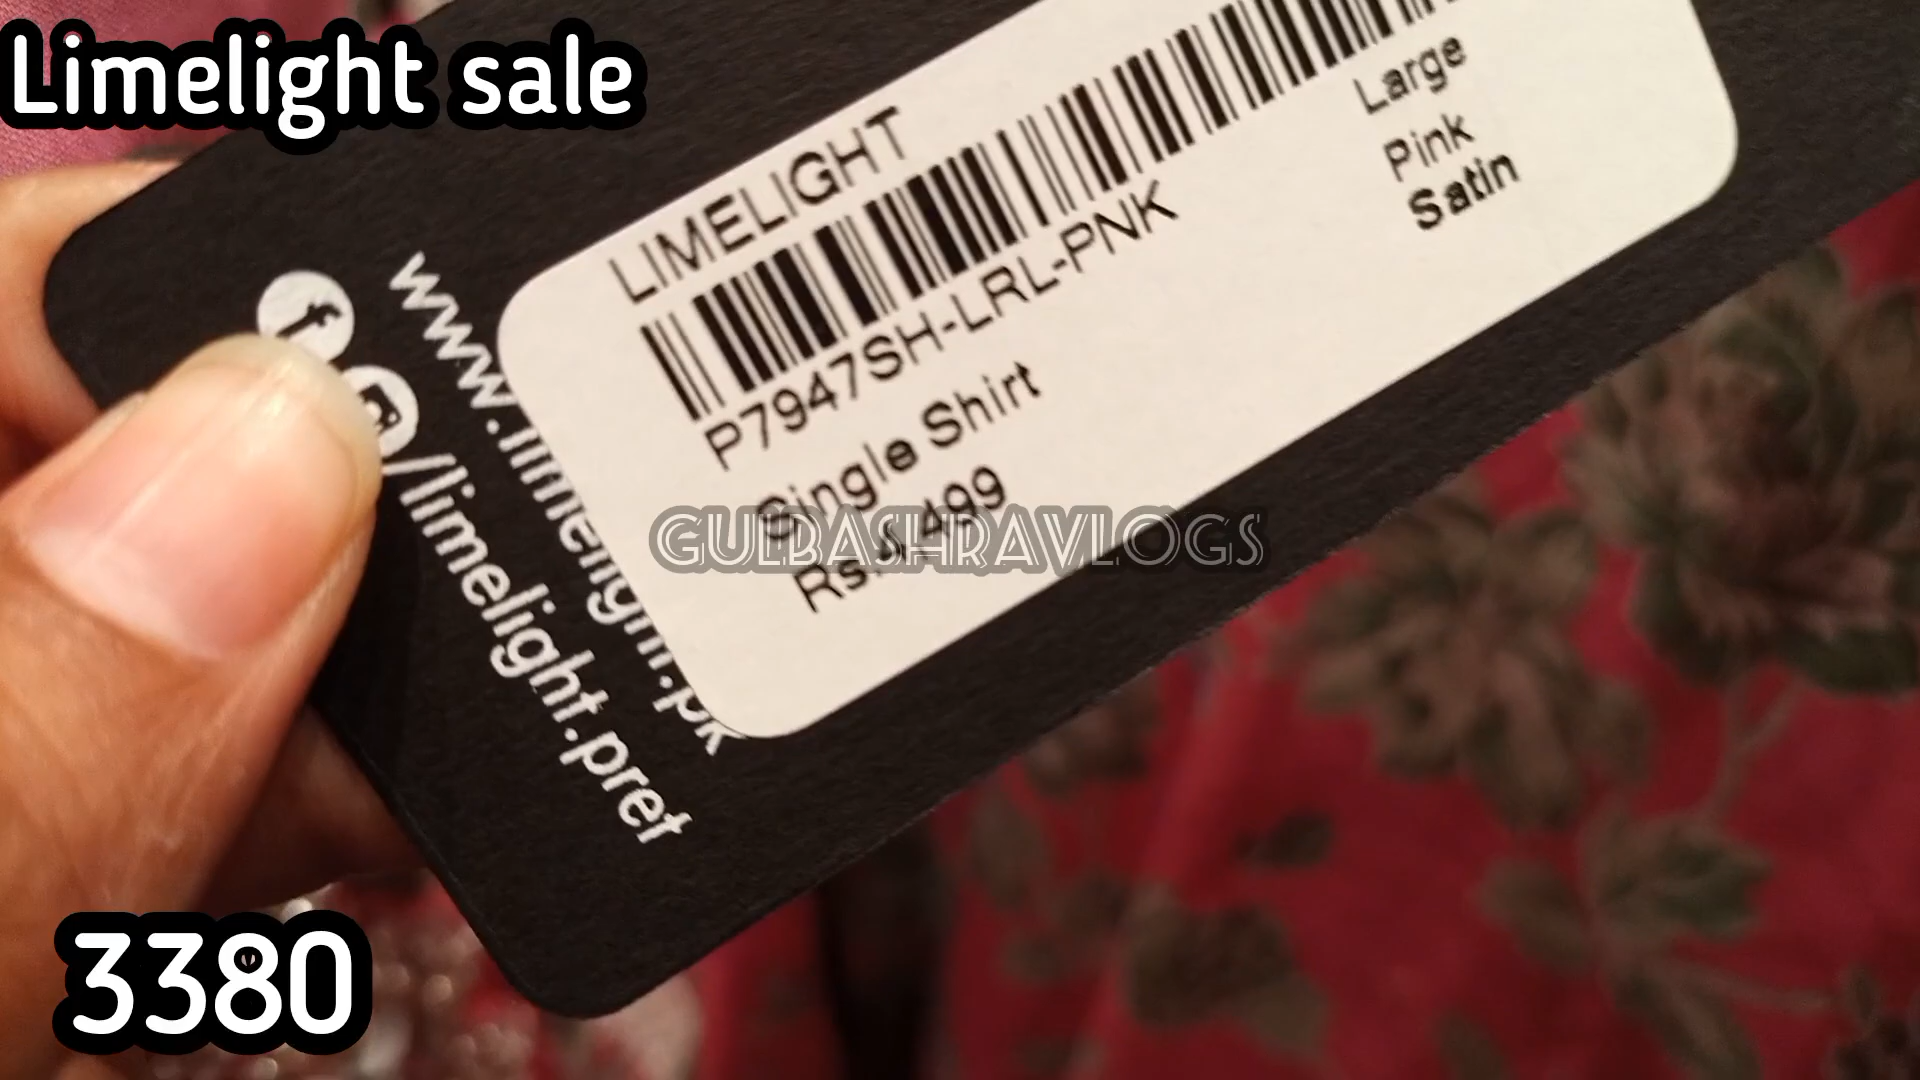 Limelight sale
LIMELIGHT
P7947SH-LRL-PNK
Single Shirt
Large
Pink
Satin
www.limelight.pk
/limelight.pret
GULBASHRAVLOGS
3380